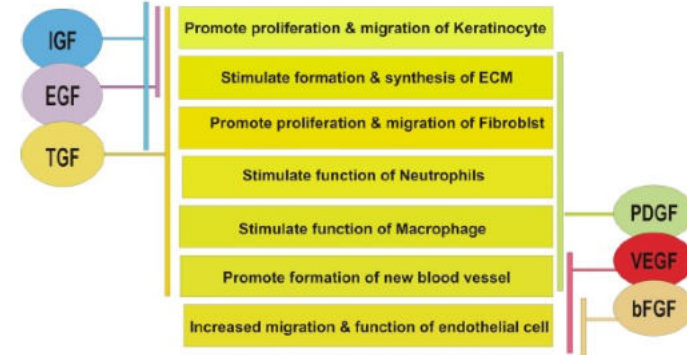 IGF
EGF
TGF
Promote proliferation & migration of Keratinocyte
Stimulate formation & synthesis of ECM
Promote proliferation & migration of Fibroblst
Stimulate function of Neutrophils
Stimulate function of Macrophage
Promote formation of new blood vessel
Increased migration & function of endothelial cell
PDGF
VEGF
bFGF